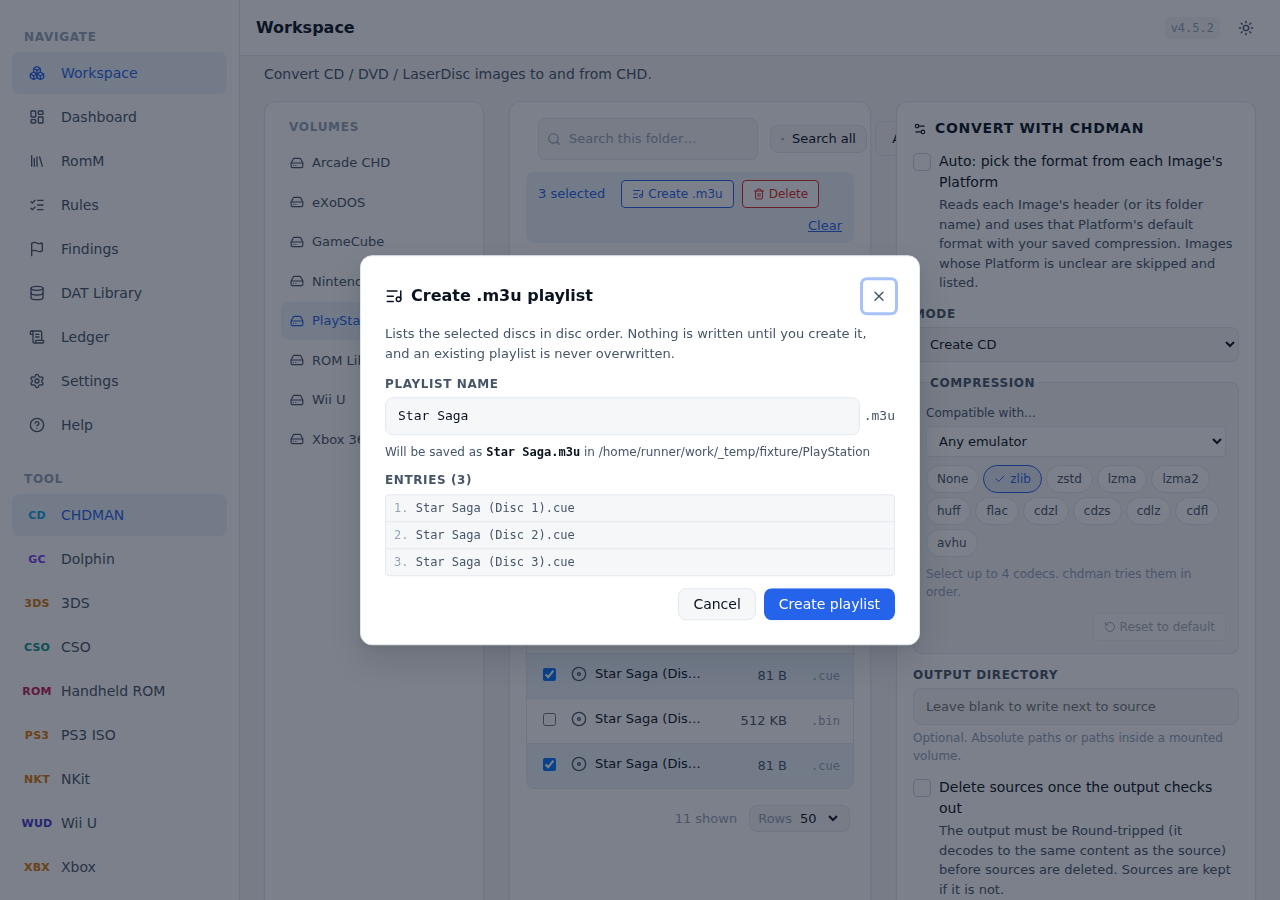 NAVIGATE
Workspace
Dashboard
RomM
Rules
Findings
DAT Library
Ledger
Settings
Help
TOOL
CD CHDMAN
GC Dolphin
3DS 3DS
CSO CSO
ROM Handheld ROM
PS3 PS3 ISO
NKT NKit
WUD Wii U
XBX Xbox
Workspace
v4.5.2
Convert CD / DVD / LaserDisc images to and from CHD.
VOLUMES
Arcade CHD
eXoDOS
GameCube
Wii U
Search this folder…
Search all
3 selected
Create .m3u
Delete
Clear
Create .m3u playlist
Lists the selected discs in disc order. Nothing is written until you create it,
and an existing playlist is never overwritten.
PLAYLIST NAME
Star Saga
.m3u
Will be saved as Star Saga.m3u in /home/runner/work/_temp/fixture/PlayStation
ENTRIES (3)
1. Star Saga (Disc 1).cue
2. Star Saga (Disc 2).cue
3. Star Saga (Disc 3).cue
Cancel
Create playlist
Star Saga (Dis… 81 B .cue
Star Saga (Dis… 512 KB .bin
Star Saga (Dis… 81 B .cue
11 shown
Rows 50
CONVERT WITH CHDMAN
Auto: pick the format from each Image's
Platform
Reads each Image's header (or its folder
name) and uses that Platform's default
format with your saved compression. Images
whose Platform is unclear are skipped and
listed.
MODE
Create CD
COMPRESSION
Compatible with…
Any emulator
None zlib zstd lzma lzma2
huff flac cdzl cdzs cdlz cdfl
avhu
Select up to 4 codecs. chdman tries them in
order.
Reset to default
OUTPUT DIRECTORY
Leave blank to write next to source
Optional. Absolute paths or paths inside a mounted
volume.
Delete sources once the output checks
out
The output must be Round-tripped (it
decodes to the same content as the source)
before sources are deleted. Sources are kept
if it is not.